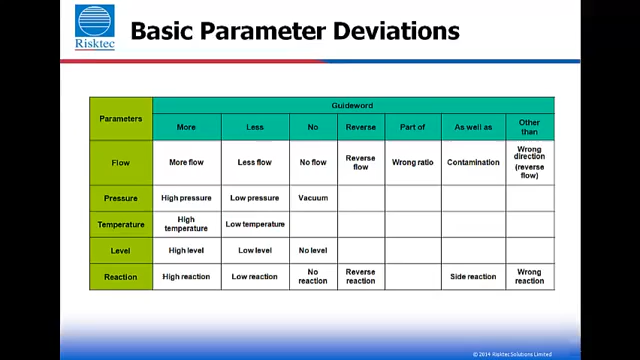 Risktec
Basic Parameter Deviations
Parameters
Guideword
More Less No Reverse Part of As well as Other
than
Flow More flow Less flow No flow Reverse
flow Wrong ratio Contamination Wrong
direction
(reverse
flow)
Pressure High pressure Low pressure Vacuum
Temperature High
temperature Low temperature
Level High level Low level No level
Reaction High reaction Low reaction No
reaction Reverse
reaction Side reaction Wrong
reaction
© 2014 Risktec Solutions Limited